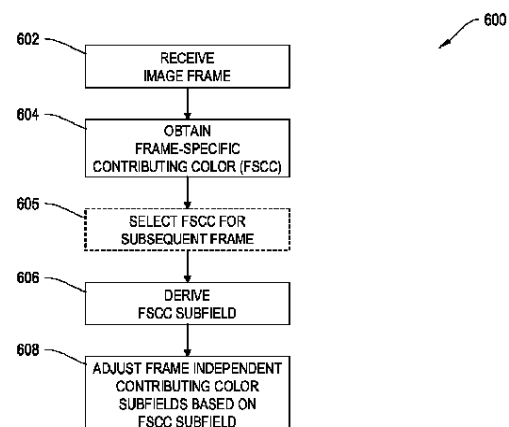 600
602
RECEIVE
IMAGE FRAME
604
OBTAIN
FRAME-SPECIFIC
CONTRIBUTING COLOR (FSCC)
605
SELECT FSCC FOR
SUBSEQUENT FRAME
606
DERIVE
FSCC SUBFIELD
608
ADJUST FRAME INDEPENDENT
CONTRIBUTING COLOR
SUBFIELDS BASED ON
FSCC SUBFIELD